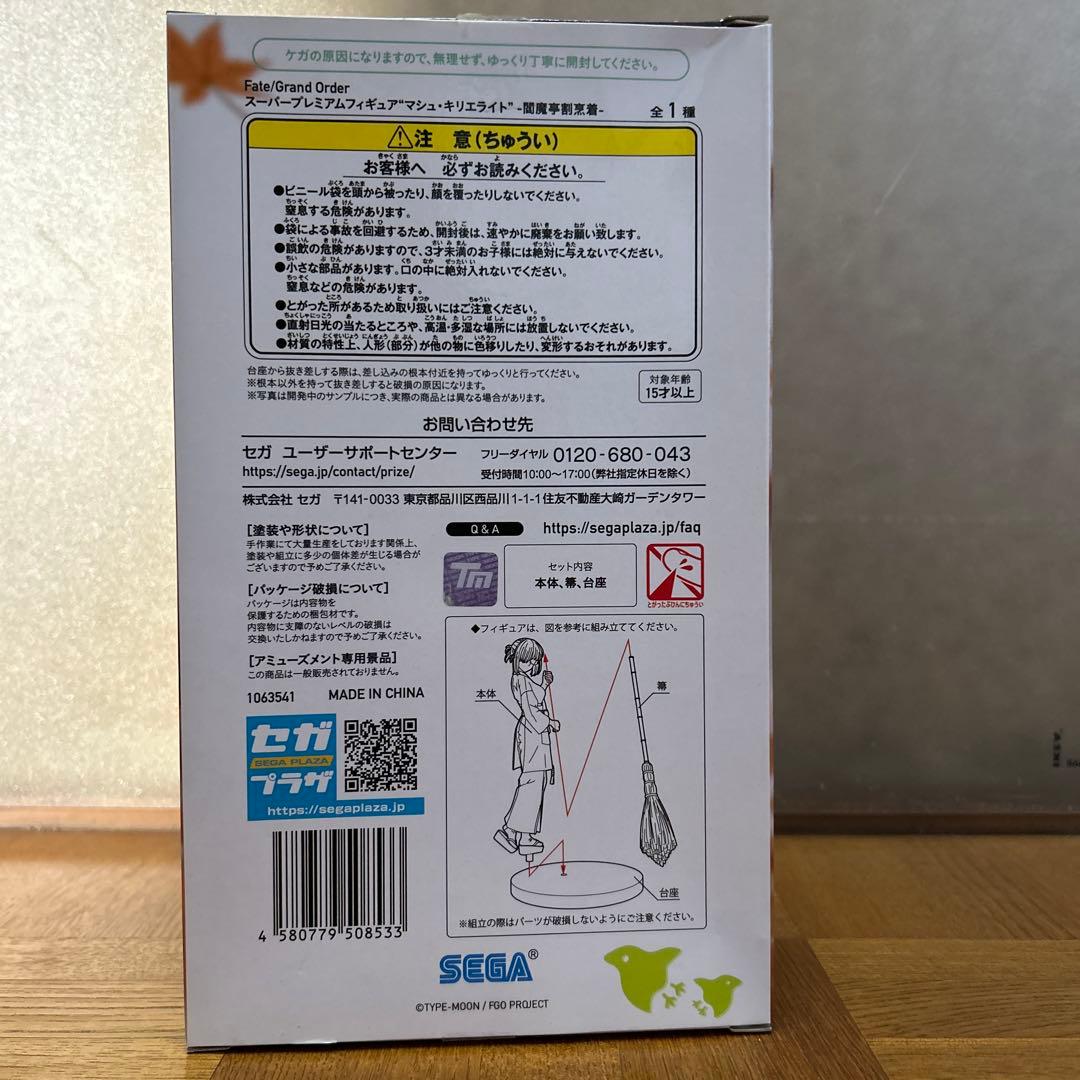 ケガの原因になりますので、無理せず、ゆっくり丁寧に開封してください。
Fate/Grand Order
スーパープレミアムフィギュア“マシュ・キリエライト” -閻魔亭割烹着-
全1種
⚠注 意(ちゅうい)
お客様へ 必ずお読みください。
●ビニール袋を頭から被ったり、顔を覆ったりしないでください。
窒息する危険があります。
●袋による事故を回避するため、開封後は、速やかに廃棄をお願い致します。
●誤飲の危険がありますので、3才未満のお子様には絶対に与えないでください。
●小さな部品があります。口の中に絶対入れないでください。
窒息などの危険があります。
●とがった所があるため取り扱いにはご注意ください。
●直射日光の当たるところや、高温・多湿な場所には放置しないでください。
●材質の特性上、人形(部分)が他の物に色移りしたり、変形するおそれがあります。
台座から抜き差しする際は、差し込みの根本付近を持ってゆっくりと行ってください。
※根本以外を持って抜き差しすると破損の原因になります。
※写真は開発中のサンプルにつき、実際の商品とは異なる場合があります。
対象年齢
15才以上
お問い合わせ先
セガ ユーザーサポートセンター
フリーダイヤル 0120-680-043
https://sega.jp/contact/prize/
受付時間10:00~17:00(弊社指定休日を除く)
株式会社 セガ 〒141-0033 東京都品川区西品川1-1-1住友不動産大崎ガーデンタワー
[塗装や形状について]
手作業にて大量生産をしております関係上、
塗装や組立に多少の個体差が生じる場合が
ございますので予めご了承ください。
[パッケージ破損について]
パッケージは内容物を
保護するための梱包材です。
内容物に支障のないレベルの破損は
交換いたしかねますので予めご了承ください。
[アミューズメント専用景品]
この商品は一般販売されておりません。
1063541 MADE IN CHINA
セガ
SEGA PLAZA
プラザ
https://segaplaza.jp
4 580779 508533
Q & A
https://segaplaza.jp/faq
TM
セット内容
本体、箒、台座
とがったぶひんにちゅうい
◆フィギュアは、図を参考に組み立ててください。
本体
箒
台座
※組立の際はパーツが破損しないようにご注意ください。
SEGA®
©TYPE-MOON / FGO PROJECT